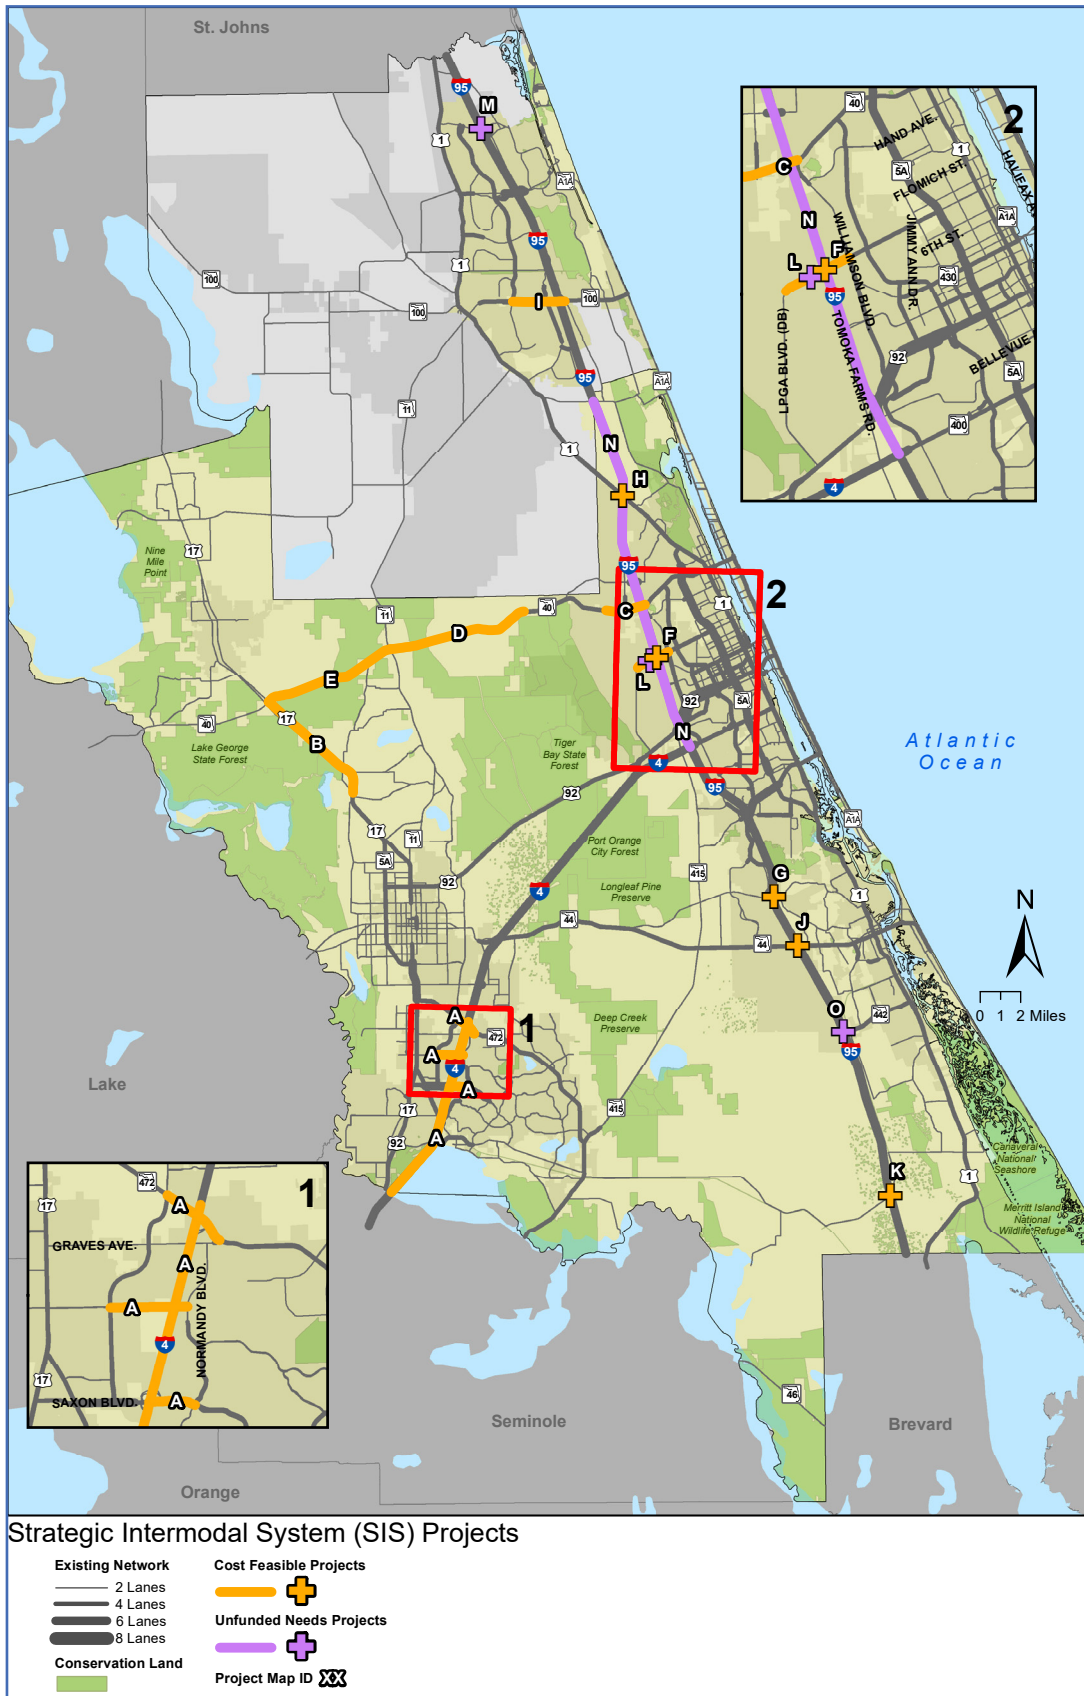 St. Johns
95
M
1
A1A
95
1
100
100
I
100
11
95
A1A
N
1
H
17
Nine
Mile
Point
95
2
11
40
C
1
D
F
E
L
17
92
5A
40
B
N
Lake George
State Forest
Tiger
Bay State
Forest
4
Atlantic
Ocean
92
95
17
11
A1A
5A
Port Orange
City Forest
415
92
G
Longleaf Pine
Preserve
4
1
44
J
44
N
0 1 2 Miles
A
1
O
442
Deep Creek
Preserve
472
A
4
95
Lake
A
17
415
A
92
Canaveral
National
Seashore
K
1
Merritt Island
National
Wildlife Refuge
46
Seminole
Brevard
Orange
2
40
HAND AVE.
1
5A
HALIFAX A
C
FLOMICH ST.
A1A
N
WILLIAMSON BLVD.
JIMMY ANN DR.
6TH ST.
F
L
430
95
LPGA BLVD. (DB)
TOMOKA FARMS RD.
92
BELLEVUE
5A
400
4
1
472
17
A
GRAVES AVE.
A
NORMANDY BLVD.
A
4
17
SAXON BLVD.
A
Strategic Intermodal System (SIS) Projects
Existing Network
2 Lanes
4 Lanes
6 Lanes
8 Lanes
Conservation Land
Cost Feasible Projects
Unfunded Needs Projects
Project Map ID XX